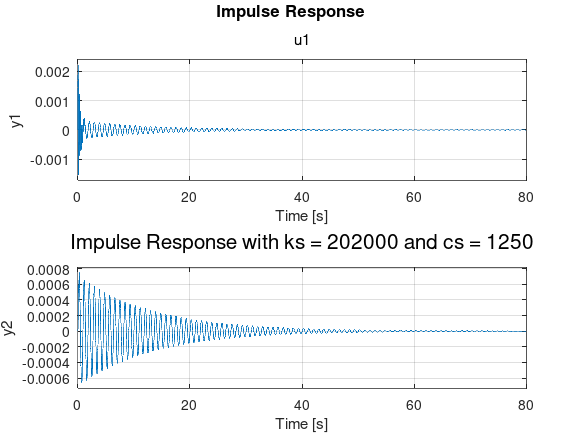 Impulse Response
u1
0.002
0.001
0
-0.001
y1
0 20 40 60 80
Time [s]
Impulse Response with ks = 202000 and cs = 1250
0.0008
0.0006
0.0004
0.0002
0
-0.0002
-0.0004
-0.0006
y2
0 20 40 60 80
Time [s]